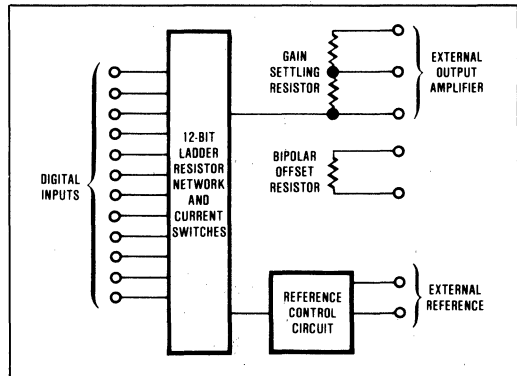 GAIN
SETTLING
RESISTOR
EXTERNAL
OUTPUT
AMPLIFIER
DIGITAL
INPUTS
12-BIT
LADDER
RESISTOR
NETWORK
AND
CURRENT
SWITCHES
BIPOLAR
OFFSET
RESISTOR
REFERENCE
CONTROL
CIRCUIT
EXTERNAL
REFERENCE